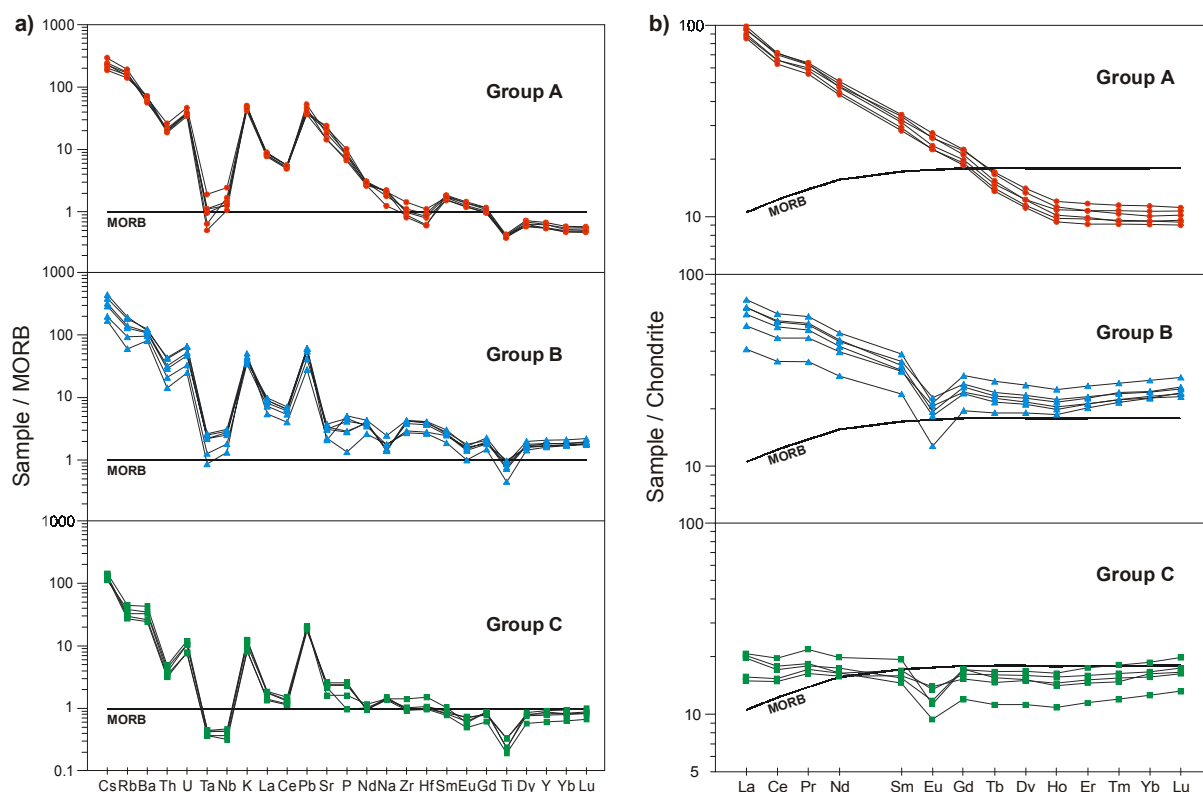 a)
Sample / MORB
1000
100
10
1
Group A
MORB
1000
100
10
1
Group B
MORB
1000
100
10
1
0.1
Group C
MORB
Cs Rb Ba Th U Ta Nb K La Ce Pb Sr P Nd Na Zr Hf Sm Eu Gd Ti Dy Y Yb Lu
b)
Sample / Chondrite
100
10
Group A
MORB
100
10
Group B
MORB
100
10
5
Group C
MORB
La Ce Pr Nd Sm Eu Gd Tb Dy Ho Er Tm Yb Lu